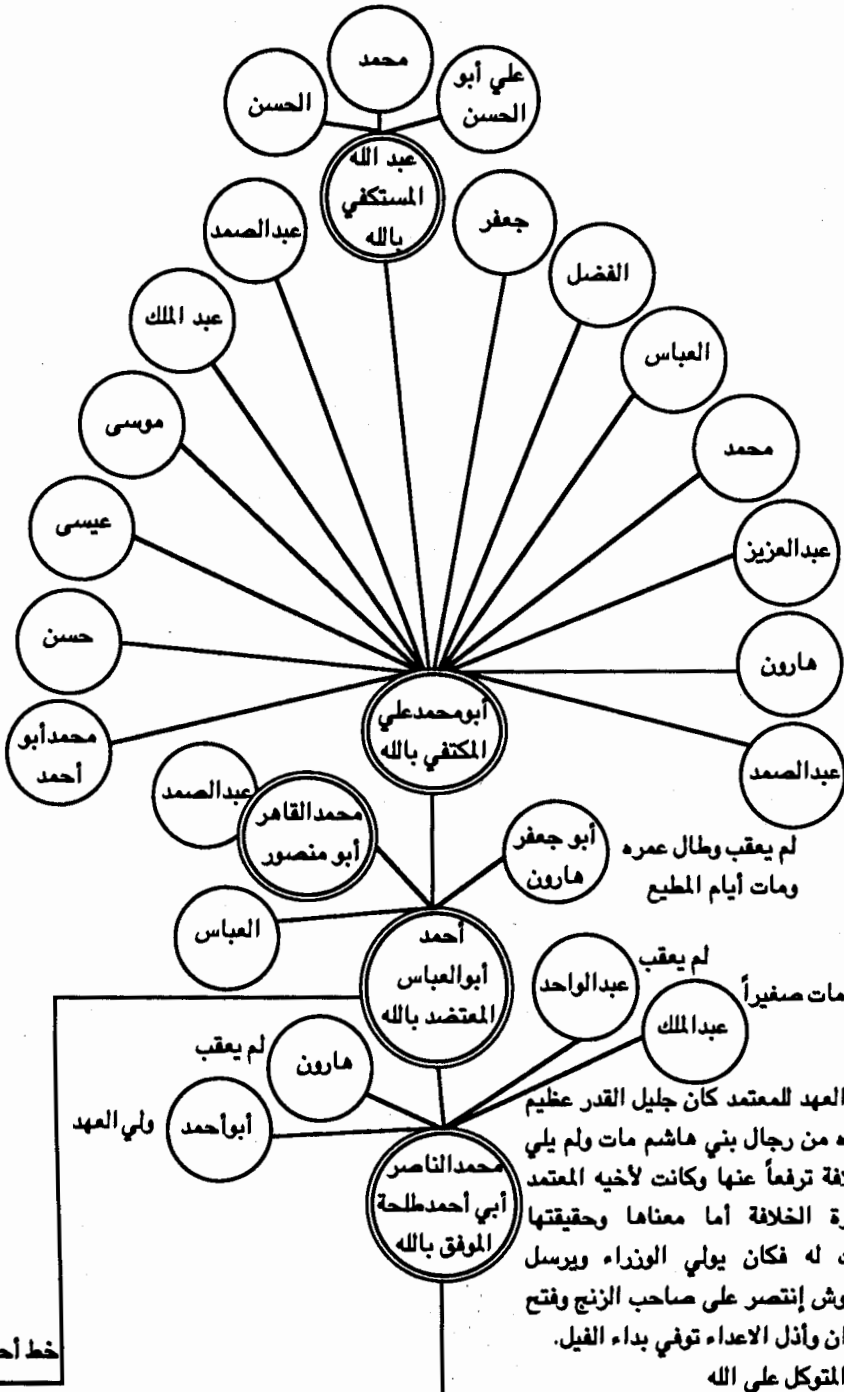 محمد
علي أبو
الحسن
الحسن
عبد الله
المستكفي
بالله
جعفر
عبدالصمد
الفضل
عبد الملك
العباس
موسى
محمد
عيسى
عبدالعزيز
حسن
هارون
محمدأبو
أحمد
عبدالصمد
أبومحمدعلي
المكتفي بالله
عبدالصمد
محمدالقاهر
أبو منصور
أبو جعفر
هارون
لم يعقب وطال عمره
ومات أيام المطيع
العباس
أحمد
أبوالعباس
المعتضد بالله
لم يعقب
عبدالواحد
مات صغيراً
عبدالملك
لم يعقب
هارون
ولي العهد
أبوأحمد
محمدالناصر
أبي أحمدطلحة
الموفق بالله
العهد للمعتمد كان جليل القدر عظيم
من رجال بني هاشم مات ولم يلي
ترفعاً عنها وكانت لأخيه المعتمد
الخلافة أما معناها وحقيقتها
له فكان يولي الوزراء ويرسل
إنتصر على صاحب الزنج وفتح
وأذل الاعداء توفي بداء الفيل.
المتوكل على الله
خط